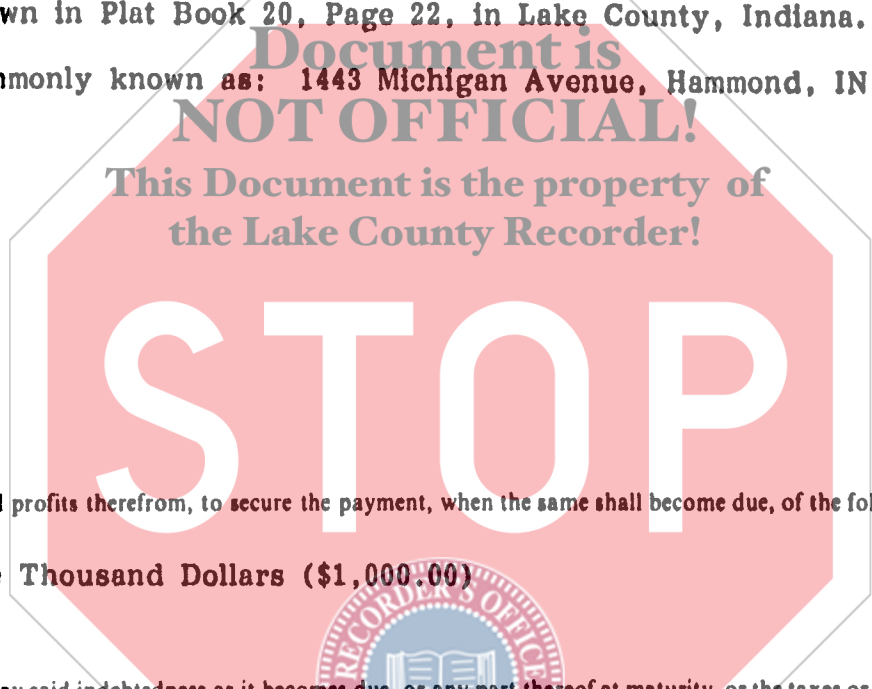 wn in Plat Book 20, Page 22, in Lake County, Indiana.
Document is
monly known as: 1443 Michigan Avenue, Hammond, IN
NOT OFFICIAL!
This Document is the property of
the Lake County Recorder!
STOP
profits therefrom, to secure the payment, when the same shall become due, of the fol
Thousand Dollars ($1,000.00)
RECORDER'S OFFICE
said indebtedness as it becomes due, or any part thereof at maturity, or the taxes or